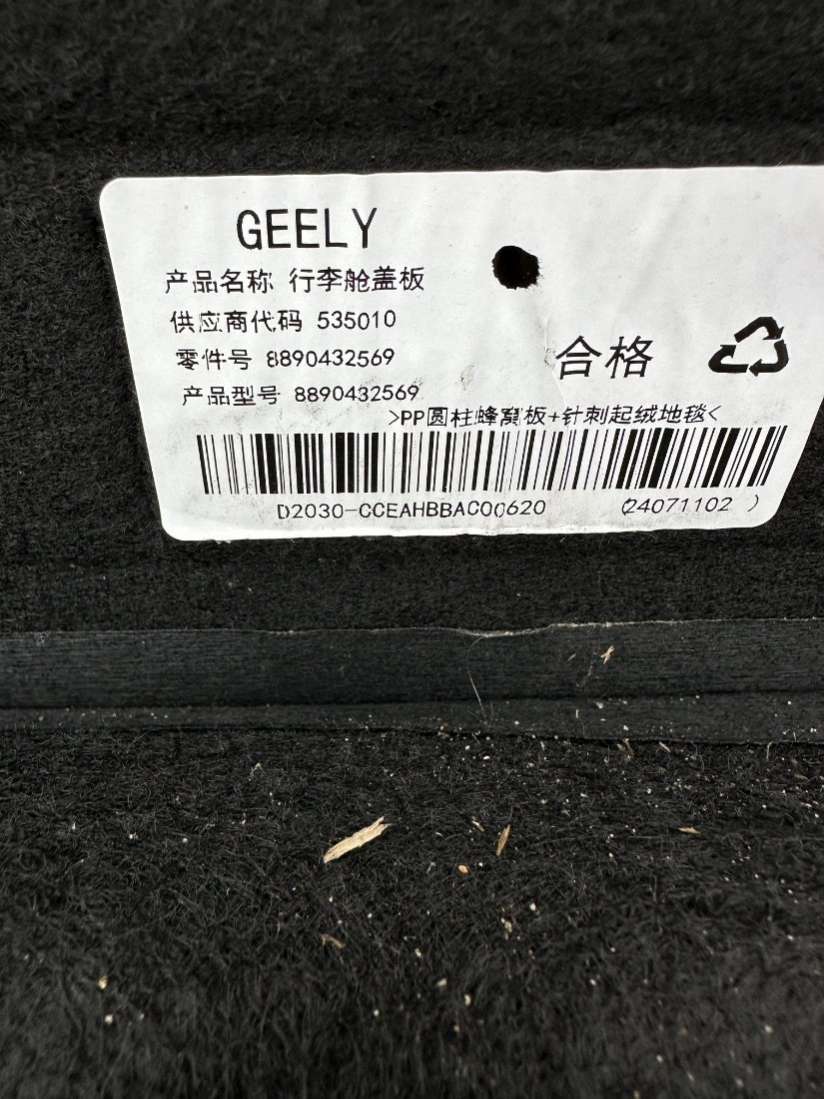 GEELY
产品名称 行李舱盖板
供应商代码 535010
零件号 8890432569
合格
产品型号 8890432569
>PP圆柱蜂窝板+针刺起绒地毯<
D2030-CCEAHBBAC00620 (24071102 )